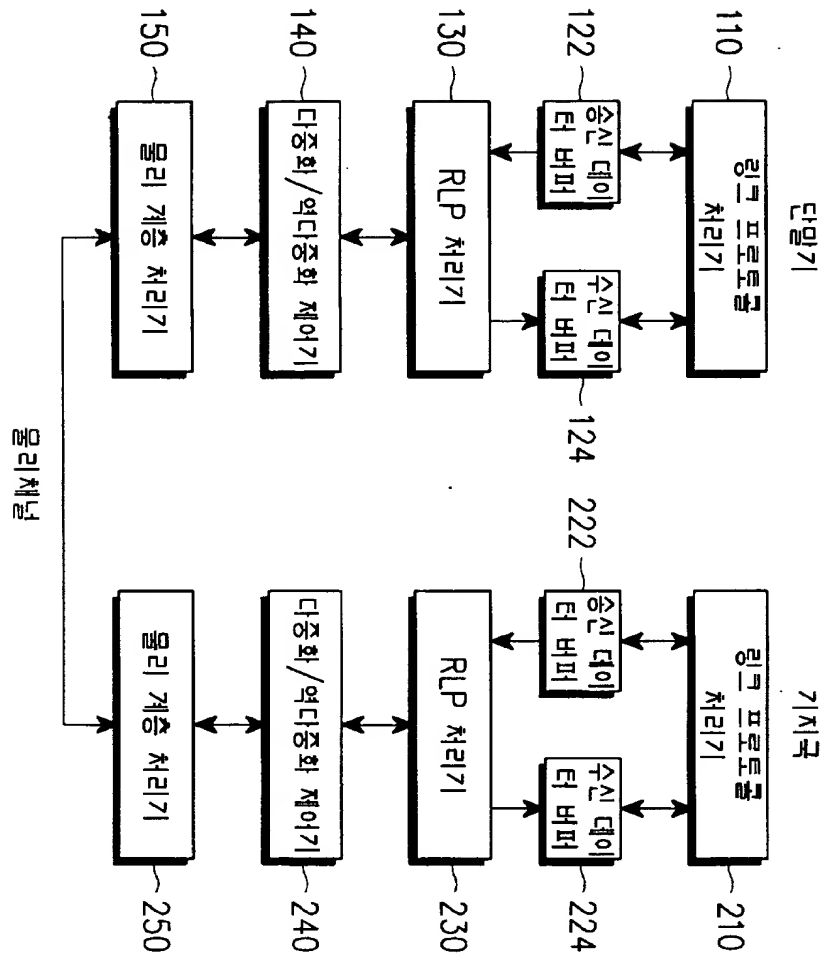 단말기
기지국
110
링크 프로토콜
처리기
링크 프로토콜
처리기
210
122
송신 데이
터 버퍼
수신 데이
터 버퍼
124
222
송신 데이
터 버퍼
수신 데이
터 버퍼
224
130
RLP 처리기
RLP 처리기
230
140
다중화/역다중화 제어기
다중화/역다중화 제어기
240
150
물리 계층 처리기
물리 계층 처리기
250
물리채널